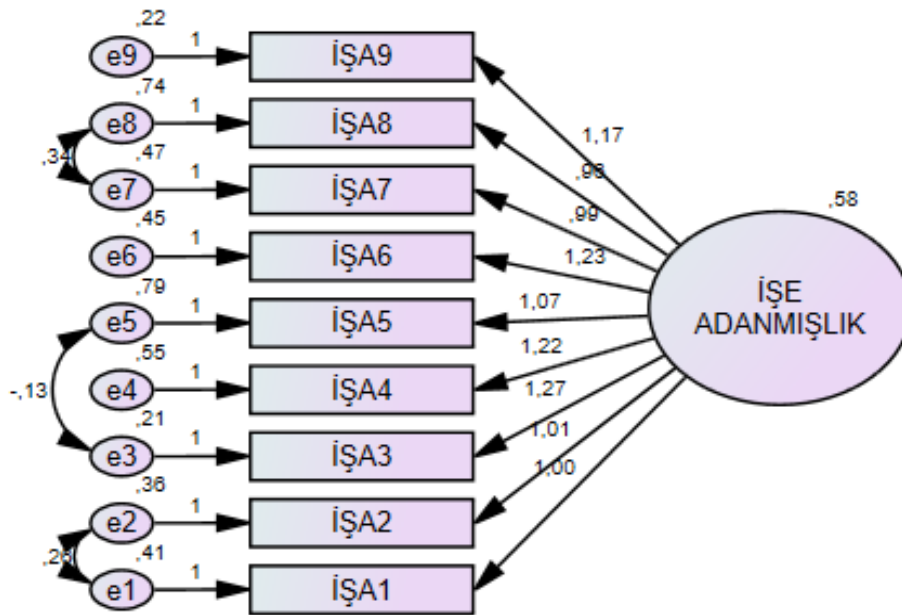 ,22
e9 1 İŞA9
,74
e8 1 İŞA8 1,17
,34 ,47 ,98
e7 1 İŞA7 ,99 ,58
,45
e6 1 İŞA6 1,23
,79 İŞE
e5 1 İŞA5 1,07 ADANMIŞLIK
,55 1,22
-,13 e4 1 İŞA4
,21 1,27
e3 1 İŞA3 1,01
,36 1,00
e2 1 İŞA2
,26 ,41
e1 1 İŞA1